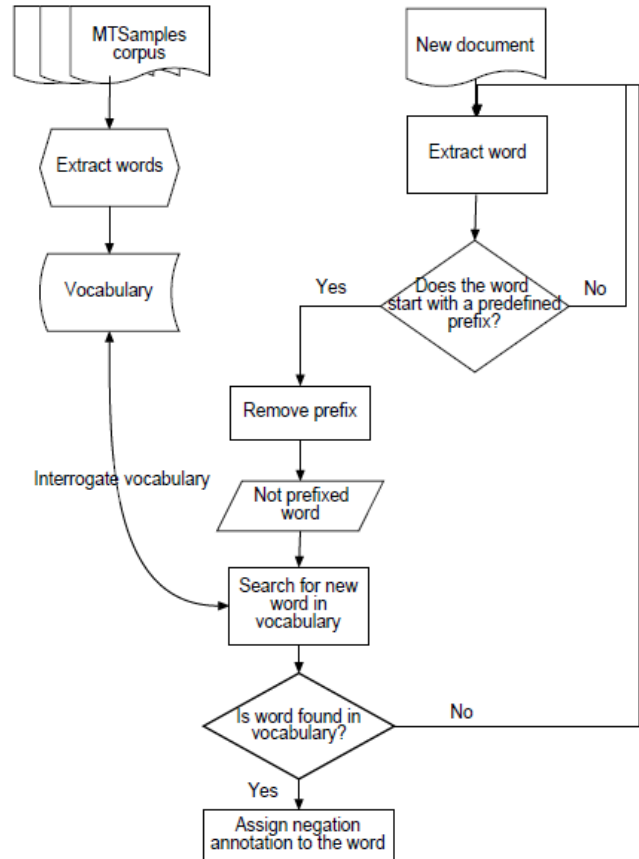 MTSamples
corpus
New document
Extract words
Extract word
Vocabulary
Yes
Does the word
start with a predefined
prefix?
No
Remove prefix
Interrogate vocabulary
Not prefixed
word
Search for new
word in
vocabulary
Is word found in
vocabulary?
No
Yes
Assign negation
annotation to the word